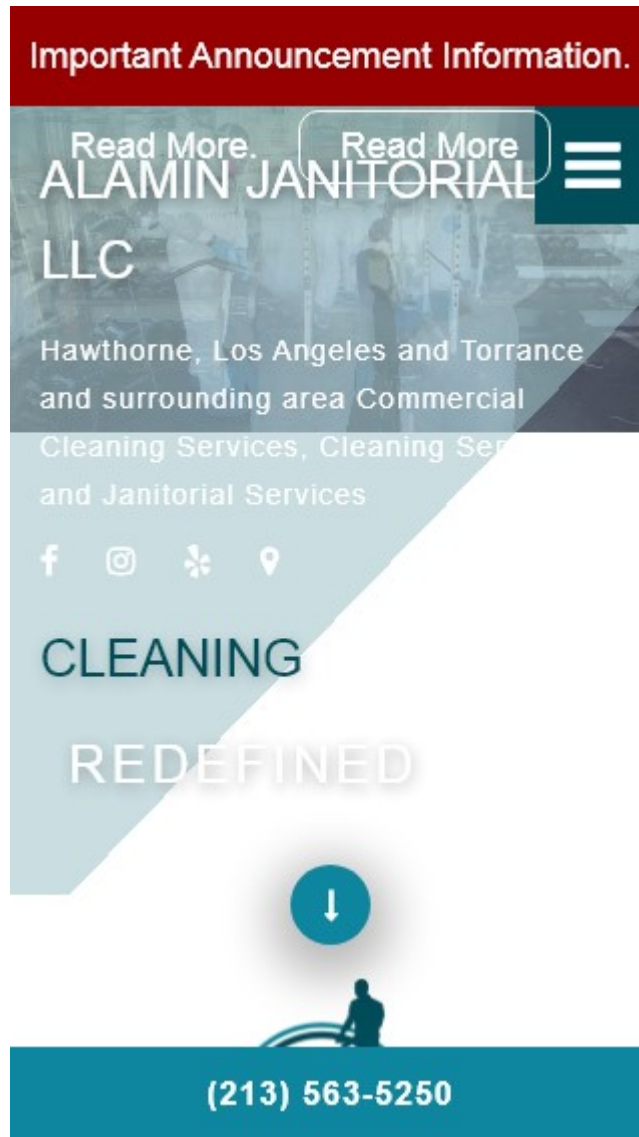 Important Announcement Information.
Read More. Read More
ALAMIN JANITORIAL
LLC
Hawthorne, Los Angeles and Torrance
and surrounding area Commercial
Cleaning Services, Cleaning Ser
and Janitorial Services
CLEANING
REDEFINED
(213) 563-5250